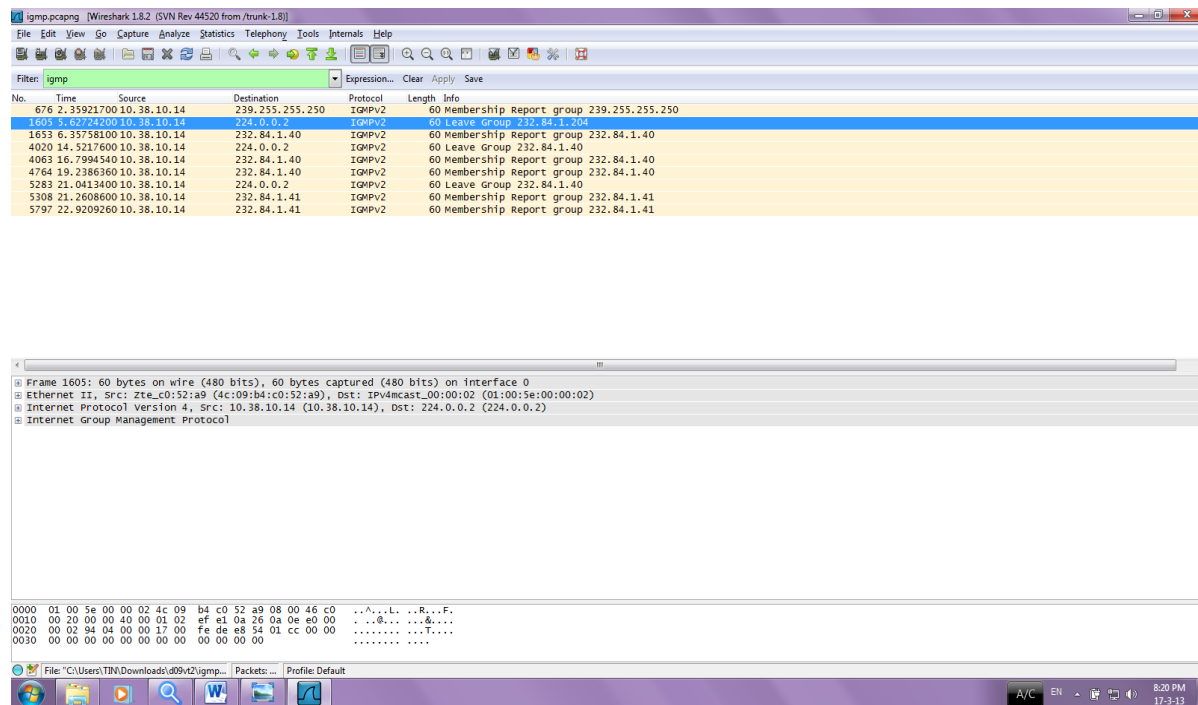 igmp.pcapng [Wireshark 1.8.2 (SVN Rev 44520 from /trunk-1.8)]
File Edit View Go Capture Analyze Statistics Telephony Tools Internals Help
Filter: igmp Expression... Clear Apply Save
No. Time Source Destination Protocol Length Info
676 2.35921700 10.38.10.14 239.255.255.250 IGMPv2 60 Membership Report group 239.255.255.250
1605 5.62724200 10.38.10.14 224.0.0.2 IGMPv2 60 Leave Group 232.84.1.204
1653 6.35758100 10.38.10.14 232.84.1.40 IGMPv2 60 Membership Report group 232.84.1.40
4020 14.5217600 10.38.10.14 224.0.0.2 IGMPv2 60 Leave Group 232.84.1.40
4063 16.7994540 10.38.10.14 232.84.1.40 IGMPv2 60 Membership Report group 232.84.1.40
4764 19.2386360 10.38.10.14 232.84.1.40 IGMPv2 60 Membership Report group 232.84.1.40
5283 21.0413400 10.38.10.14 224.0.0.2 IGMPv2 60 Leave Group 232.84.1.40
5308 21.2608600 10.38.10.14 232.84.1.41 IGMPv2 60 Membership Report group 232.84.1.41
5797 22.9209260 10.38.10.14 232.84.1.41 IGMPv2 60 Membership Report group 232.84.1.41
Frame 1605: 60 bytes on wire (480 bits), 60 bytes captured (480 bits) on interface 0
Ethernet II, Src: Zte_c0:52:a9 (4c:09:b4:c0:52:a9), Dst: IPv4mcast_00:00:02 (01:00:5e:00:00:02)
Internet Protocol Version 4, Src: 10.38.10.14 (10.38.10.14), Dst: 224.0.0.2 (224.0.0.2)
Internet Group Management Protocol
0000 01 00 5e 00 00 02 4c 09 b4 c0 52 a9 08 00 46 c0 ..^...L. ..R...F.
0010 00 20 00 00 40 00 01 02 ef e1 0a 26 0a 0e e0 00 . ..@... ...&....
0020 00 02 94 04 00 00 17 00 fe de e8 54 01 cc 00 00 ........ ...T....
0030 00 00 00 00 00 00 00 00 00 00 00 00 ........ ....
File: "C:\Users\TIN\Downloads\d09vt2\igmp... Packets: ... Profile: Default
A/C EN 8:20 PM
17-3-13